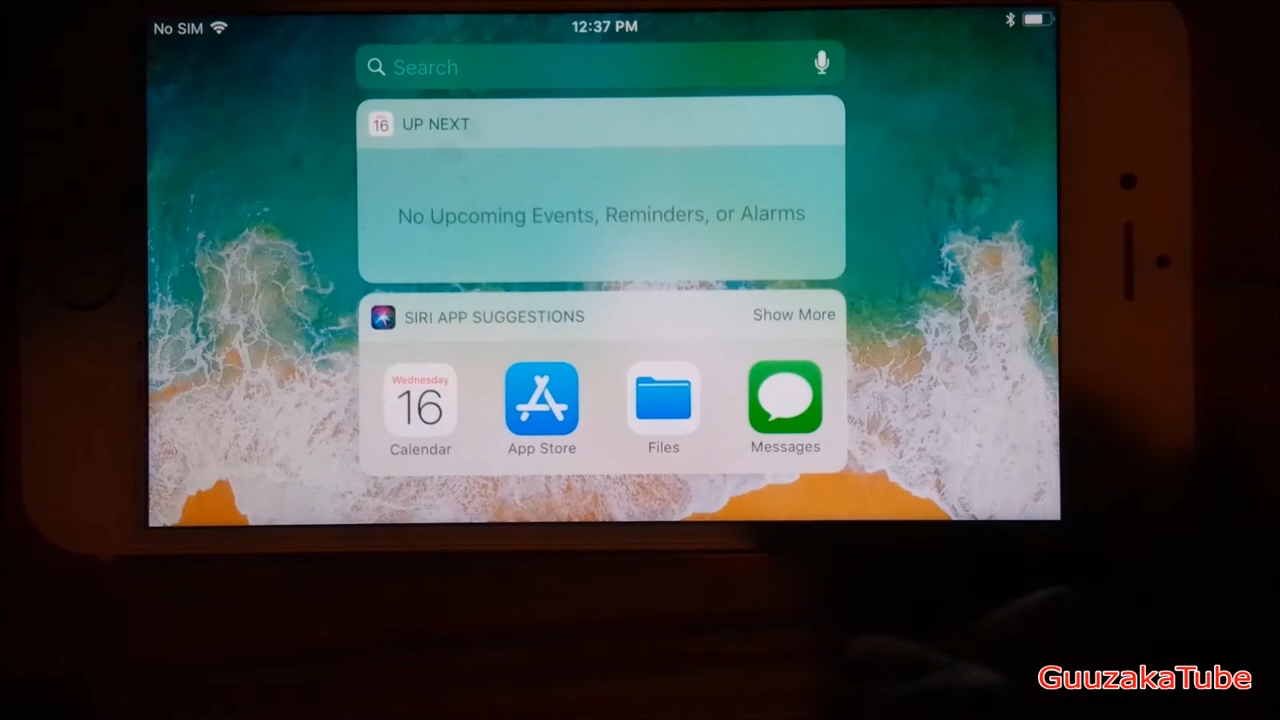 No SIM
12:37 PM
Search
16 UP NEXT
No Upcoming Events, Reminders, or Alarms
SIRI APP SUGGESTIONS
Show More
Wednesday
16
Calendar
App Store
Files
Messages
GuuzakaTube